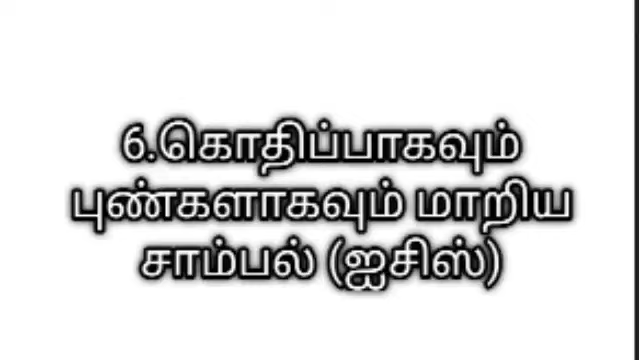 6.கொதிப்பாகவும்
புண்களாகவும் மாறிய
சாம்பல் (ஐசிஸ்)